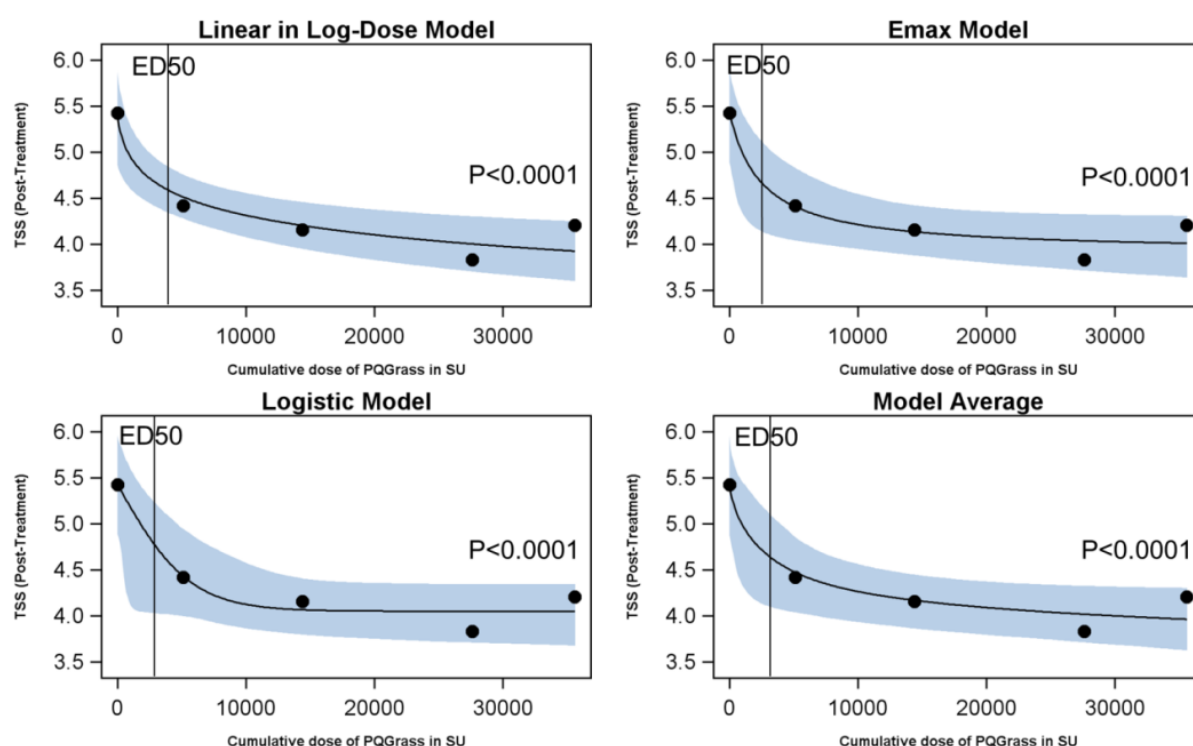 Linear in Log-Dose Model
ED50
P<0.0001
TSS (Post-Treatment)
6.0
5.5
5.0
4.5
4.0
3.5
0 10000 20000 30000
Cumulative dose of PQGrass in SU
Emax Model
ED50
P<0.0001
TSS (Post-Treatment)
6.0
5.5
5.0
4.5
4.0
3.5
0 10000 20000 30000
Cumulative dose of PQGrass in SU
Logistic Model
ED50
P<0.0001
TSS (Post-Treatment)
6.0
5.5
5.0
4.5
4.0
3.5
0 10000 20000 30000
Cumulative dose of PQGrass in SU
Model Average
ED50
P<0.0001
TSS (Post-Treatment)
6.0
5.5
5.0
4.5
4.0
3.5
0 10000 20000 30000
Cumulative dose of PQGrass in SU